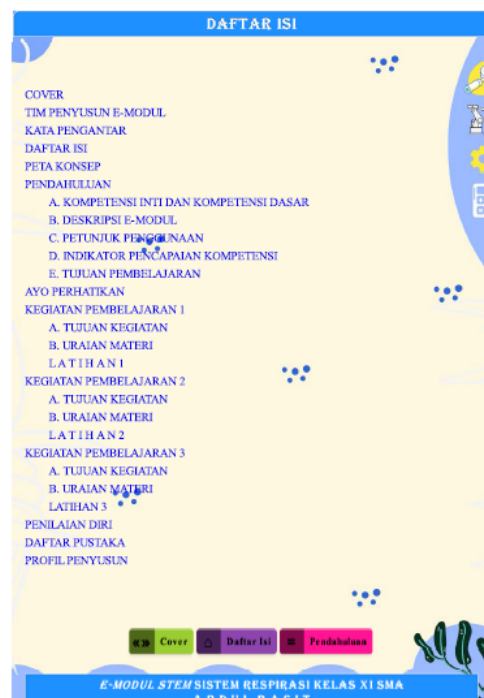 DAFTAR ISI
COVER
TIM PENYUSUN E-MODUL
KATA PENGANTAR
DAFTAR ISI
PETA KONSEP
PENDAHULUAN
A. KOMPETENSI INTI DAN KOMPETENSI DASAR
B. DESKRIPSI E-MODUL
C. PETUNJUK PENGGUNAAN
D. INDIKATOR PENCAPAIAN KOMPETENSI
E. TUJUAN PEMBELAJARAN
AYO PERHATIKAN
KEGIATAN PEMBELAJARAN 1
A. TUJUAN KEGIATAN
B. URAIAN MATERI
L A T I H A N 1
KEGIATAN PEMBELAJARAN 2
A. TUJUAN KEGIATAN
B. URAIAN MATERI
L A T I H A N 2
KEGIATAN PEMBELAJARAN 3
A. TUJUAN KEGIATAN
B. URAIAN MATERI
LATIHAN 3
PENILAIAN DIRI
DAFTAR PUSTAKA
PROFIL PENYUSUN
Cover Daftar Isi Pendahuluan
E-MODUL STEM SISTEM RESPIRASI KELAS XI SMA
ABDUL BASIT